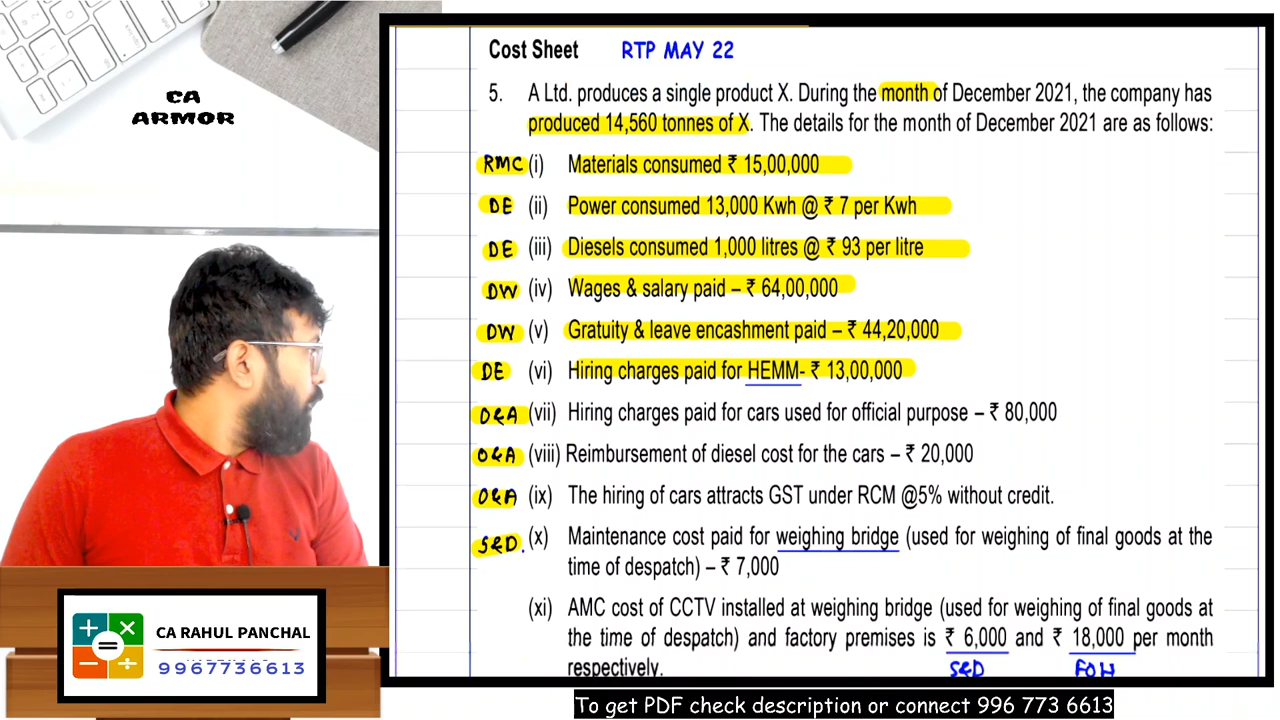 CA
ARMOR
Cost Sheet RTP MAY 22
5. A Ltd. produces a single product X. During the month of December 2021, the company has
produced 14,560 tonnes of X. The details for the month of December 2021 are as follows:
RMC (i) Materials consumed ₹ 15,00,000
DE (ii) Power consumed 13,000 Kwh @ ₹ 7 per Kwh
DE (iii) Diesels consumed 1,000 litres @ ₹ 93 per litre
DW (iv) Wages & salary paid – ₹ 64,00,000
DW (v) Gratuity & leave encashment paid – ₹ 44,20,000
DE (vi) Hiring charges paid for HEMM- ₹ 13,00,000
O&A (vii) Hiring charges paid for cars used for official purpose – ₹ 80,000
O&A (viii) Reimbursement of diesel cost for the cars – ₹ 20,000
O&A (ix) The hiring of cars attracts GST under RCM @5% without credit.
S&D. (x) Maintenance cost paid for weighing bridge (used for weighing of final goods at the
time of despatch) – ₹ 7,000
(xi) AMC cost of CCTV installed at weighing bridge (used for weighing of final goods at
the time of despatch) and factory premises is ₹ 6,000 and ₹ 18,000 per month
respectively.
S&D FOH
CA RAHUL PANCHAL
9967736613
To get PDF check description or connect 996 773 6613